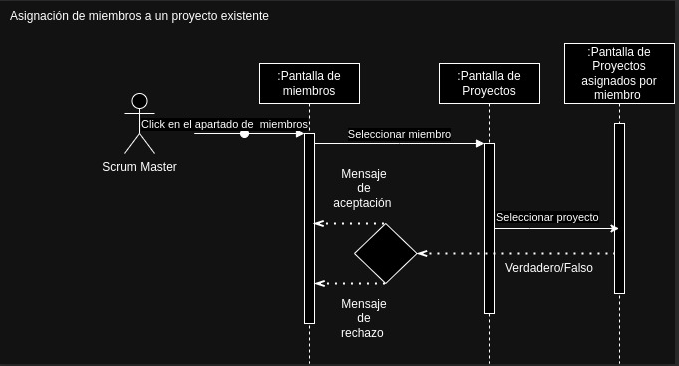 Asignación de miembros a un proyecto existente
:Pantalla de
miembros
:Pantalla de
Proyectos
:Pantalla de
Proyectos
asignados por
miembro
Click en el apartado de miembros
Scrum Master
Seleccionar miembro
Mensaje
de
aceptación
Seleccionar proyecto
Verdadero/Falso
Mensaje
de
rechazo